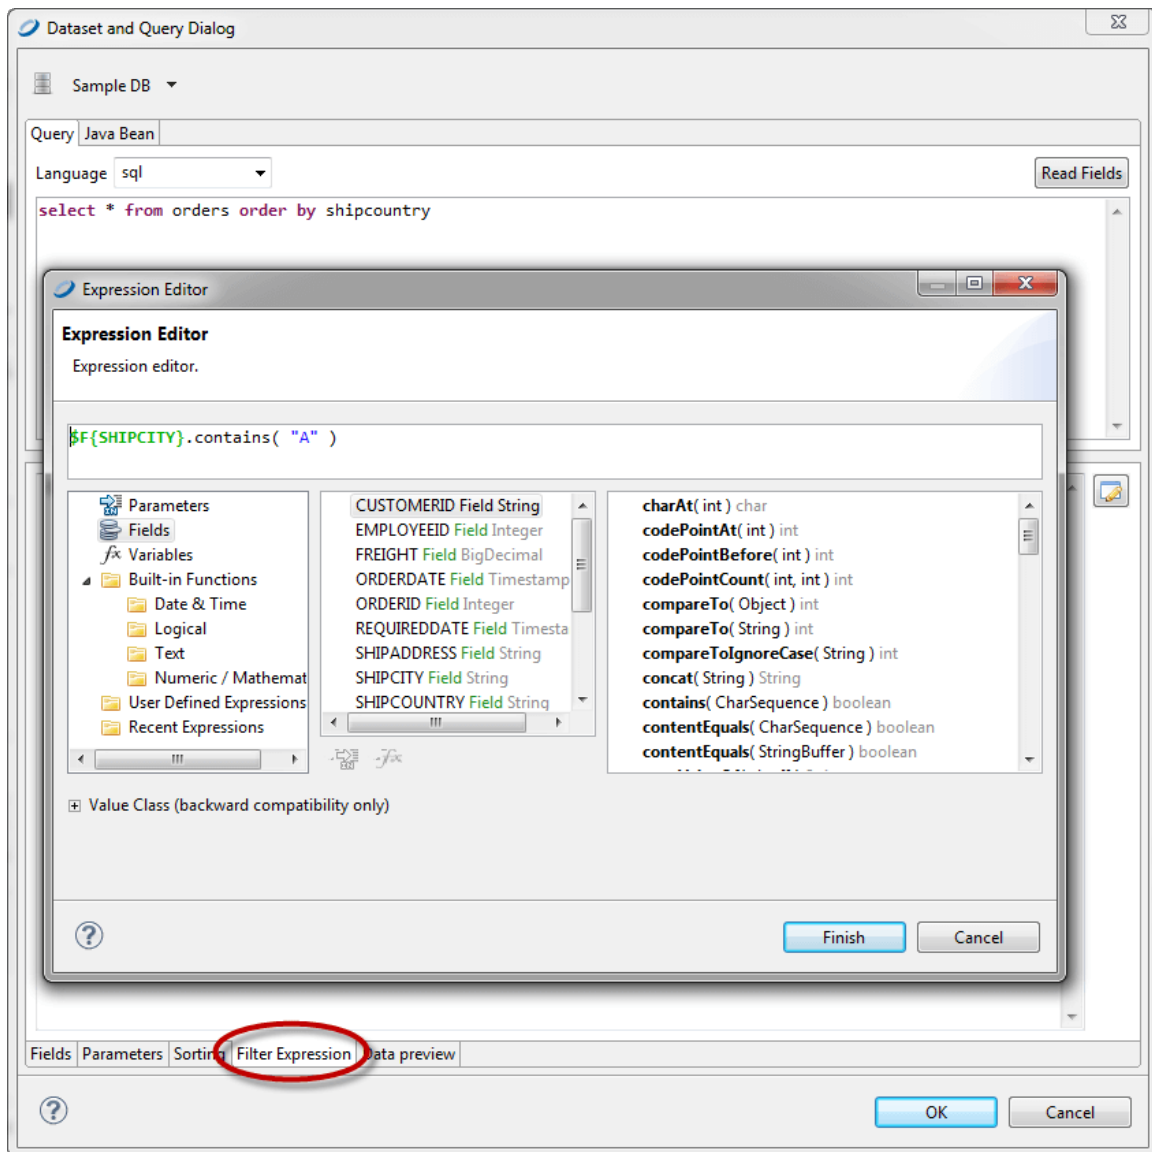 Dataset and Query Dialog
Sample DB
Query Java Bean
Language sql Read Fields
select * from orders order by shipcountry
Expression Editor
Expression Editor
Expression editor.
$F{SHIPCITY}.contains( "A" )
Parameters
Fields
Variables
Built-in Functions
Date & Time
Logical
Text
Numeric / Mathemat
User Defined Expressions
Recent Expressions
CUSTOMERID Field String
EMPLOYEEID Field Integer
FREIGHT Field BigDecimal
ORDERDATE Field Timestamp
ORDERID Field Integer
REQUIREDDATE Field Timesta
SHIPADDRESS Field String
SHIPCITY Field String
SHIPCOUNTRY Field String
charAt( int ) char
codePointAt( int ) int
codePointBefore( int ) int
codePointCount( int, int ) int
compareTo( Object ) int
compareTo( String ) int
compareToIgnoreCase( String ) int
concat( String ) String
contains( CharSequence ) boolean
contentEquals( CharSequence ) boolean
contentEquals( StringBuffer ) boolean
Value Class (backward compatibility only)
Finish Cancel
Fields Parameters Sorting Filter Expression Data preview
OK Cancel